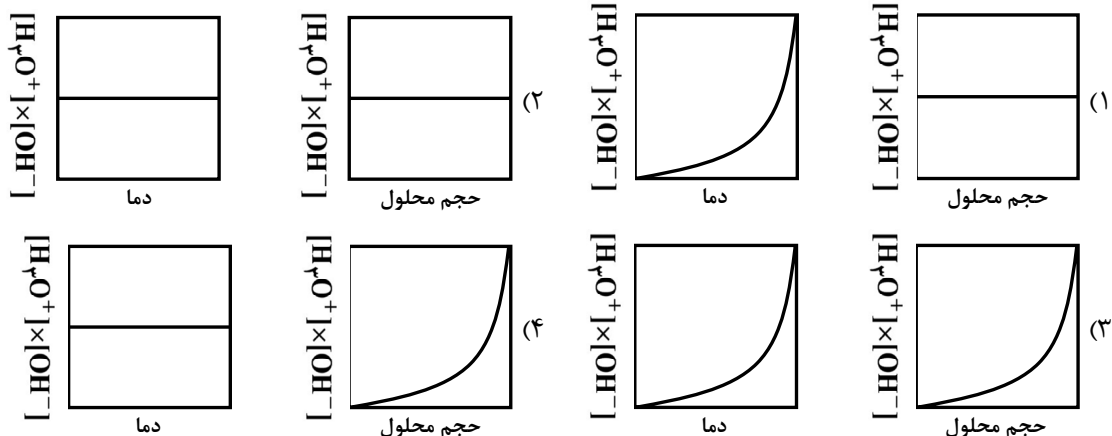 ۱) [H₃O⁺]×[OH⁻] حجم محلول
[H₃O⁺]×[OH⁻] دما
۲) [H₃O⁺]×[OH⁻] حجم محلول
[H₃O⁺]×[OH⁻] دما
۳) [H₃O⁺]×[OH⁻] حجم محلول
[H₃O⁺]×[OH⁻] دما
۴) [H₃O⁺]×[OH⁻] حجم محلول
[H₃O⁺]×[OH⁻] دما